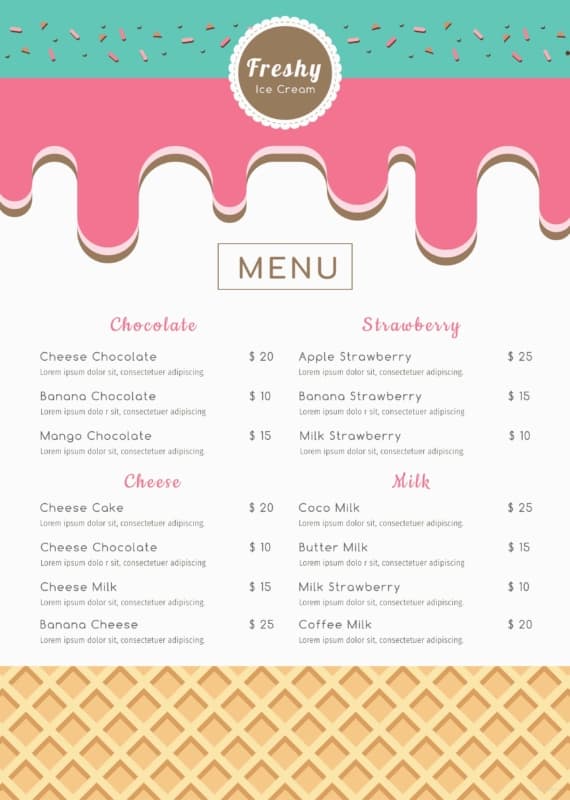 Freshy
Ice Cream
MENU
Chocolate
Cheese Chocolate $ 20
Lorem ipsum dolor sit, consectetuer adipiscing.
Banana Chocolate $ 10
Lorem ipsum dolo r sit, consectetuer adipiscing
Mango Chocolate $ 15
Lorem ipsum dolor sit, consectetuer adipiscing.
Strawberry
Apple Strawberry $ 25
Lorem ipsum dolor sit, consectetuer adipiscing.
Banana Strawberry $ 15
Lorem ipsum dolo r sit, consectetuer adipiscing
Milk Strawberry $ 10
Lorem ipsum dolor sit, consectetuer adipiscing.
Cheese
Cheese Cake $ 20
Lorem ipsum dolor sit, consectetuer adipiscing.
Cheese Chocolate $ 10
Lorem ipsum dolo r sit, consectetuer adipiscing
Cheese Milk $ 15
Lorem ipsum dolor sit, consectetuer adipiscing.
Banana Cheese $ 25
Lorem ipsum dolor sit, consectetuer adipiscing.
Milk
Coco Milk $ 25
Lorem ipsum dolor sit, consectetuer adipiscing.
Butter Milk $ 15
Lorem ipsum dolo r sit, consectetuer adipiscing
Milk Strawberry $ 10
Lorem ipsum dolor sit, consectetuer adipiscing.
Coffee Milk $ 20
Lorem ipsum dolor sit, consectetuer adipiscing.